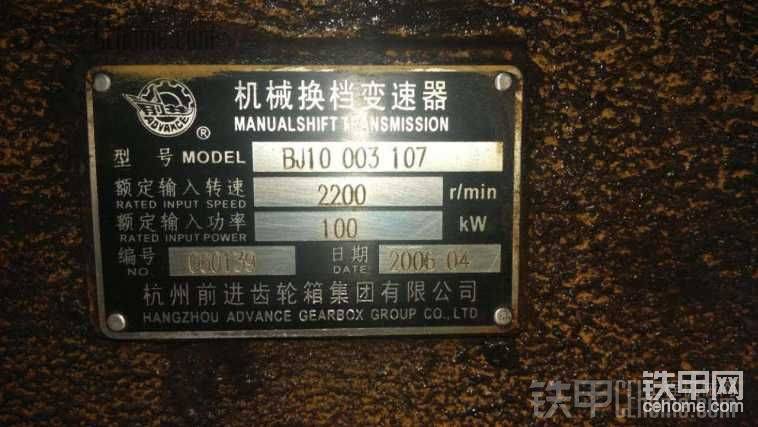 ADVANCE
®
机械换档变速器
MANUALSHIFT TRANSMISSION
型 号 MODEL BJ10 003 107
额定输入转速 2200 r/min
RATED INPUT SPEED
额定输入功率 100 kW
RATED INPUT POWER
编号 060139 日期 2006 04
NO. DATE
杭州前进齿轮箱集团有限公司
HANGZHOU ADVANCE GEARBOX GROUP CO., LTD
铁甲网
cehome.com